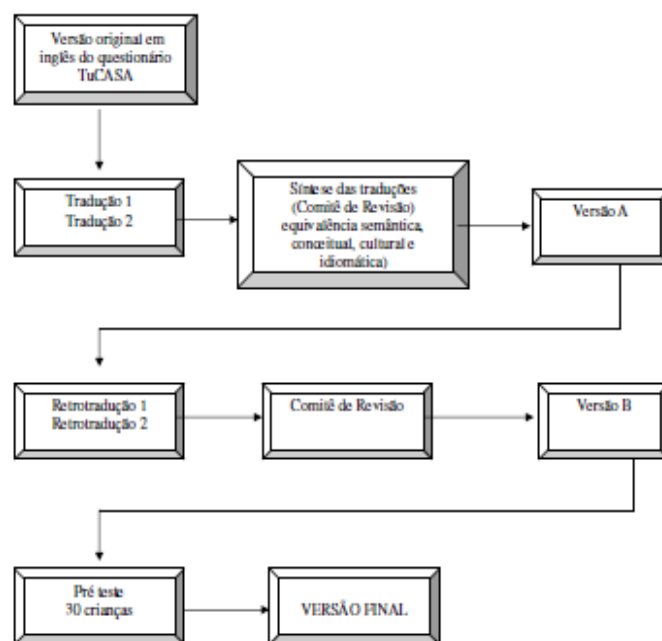 Versão original em
inglês do questionário
TuCASA
Tradução 1
Tradução 2
Síntese das traduções
(Comitê de Revisão)
equivalência semântica,
conceitual, cultural e
idiomática)
Versão A
Retrotradução 1
Retrotradução 2
Comitê de Revisão
Versão B
Pré teste
30 crianças
VERSÃO FINAL